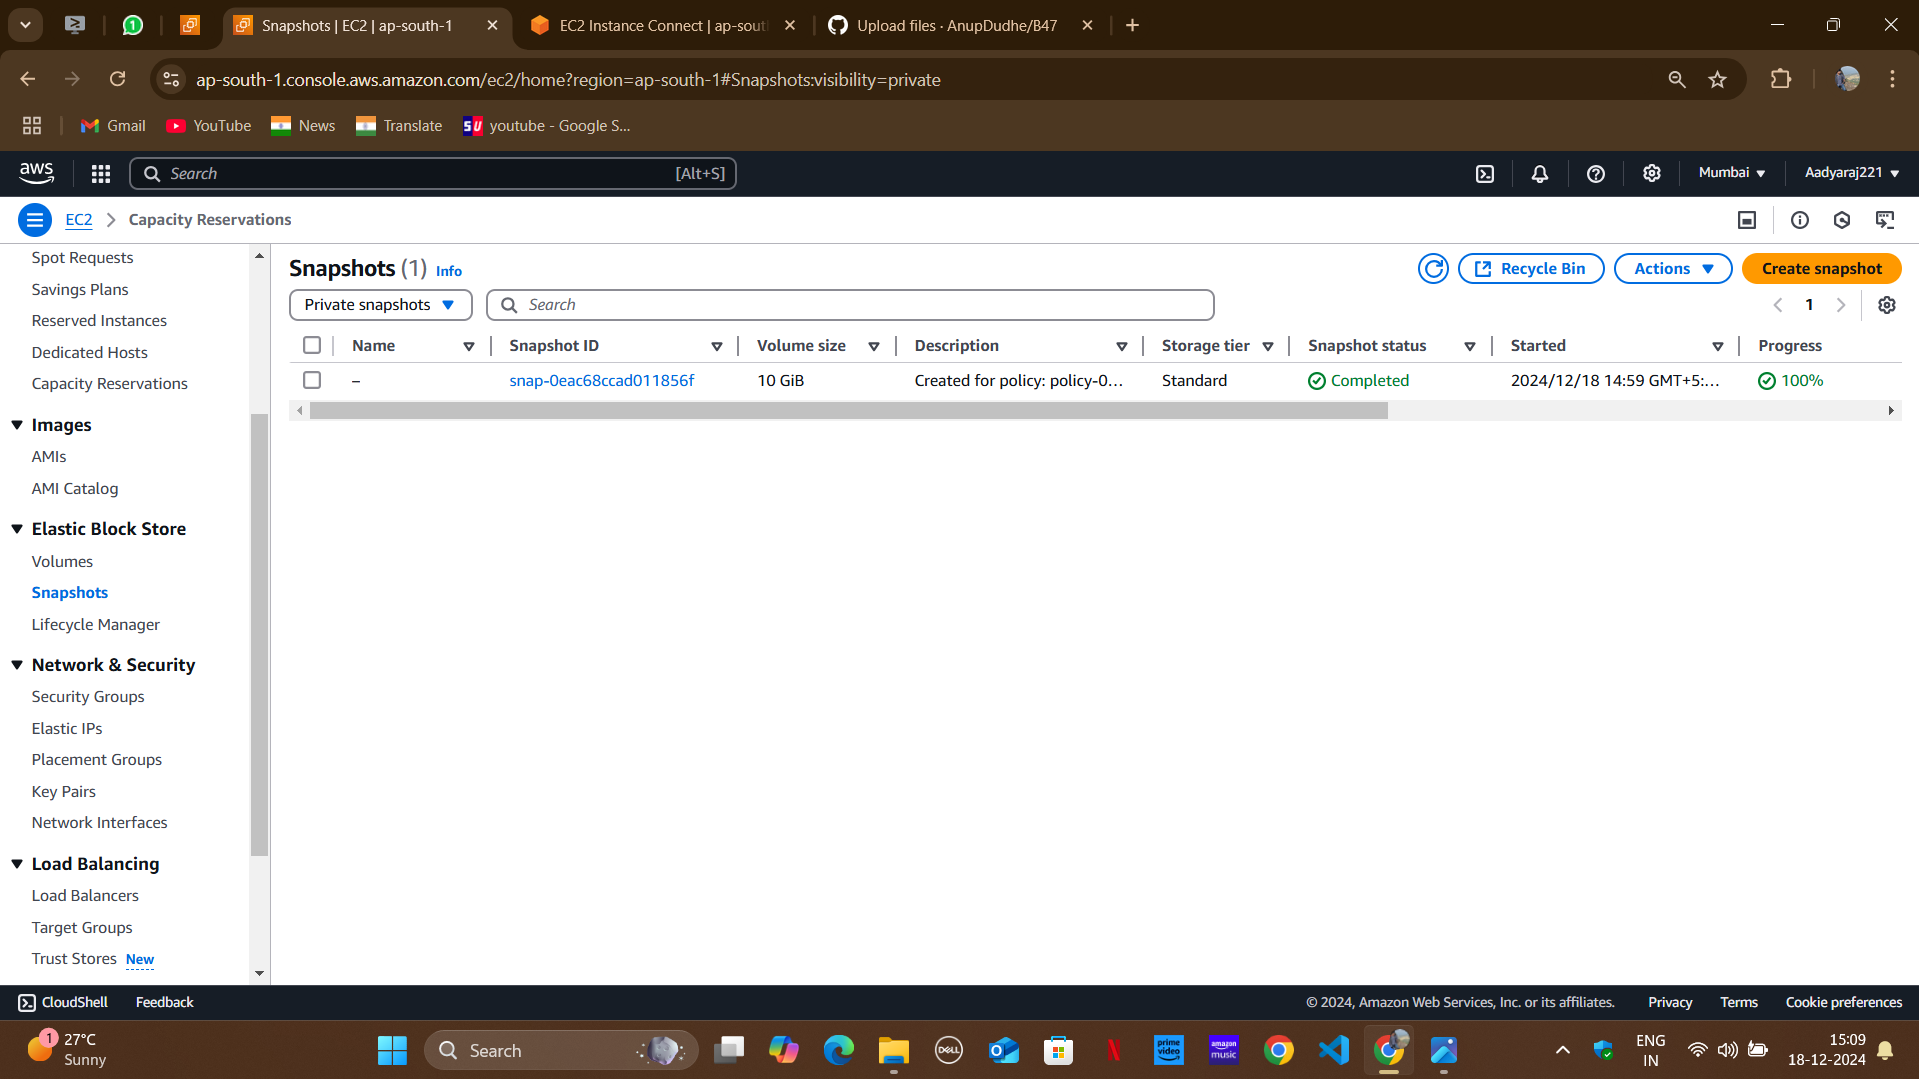 Snapshots | EC2 | ap-south-1
EC2 Instance Connect | ap-sout
Upload files · AnupDudhe/B47
ap-south-1.console.aws.amazon.com/ec2/home?region=ap-south-1#Snapshots:visibility=private
Gmail
YouTube
News
Translate
SU
youtube - Google S...
aws
Search
[Alt+S]
Mumbai
Aadyaraj221
EC2
Capacity Reservations
Spot Requests
Savings Plans
Reserved Instances
Dedicated Hosts
Capacity Reservations
Images
AMIs
AMI Catalog
Elastic Block Store
Volumes
Snapshots
Lifecycle Manager
Network & Security
Security Groups
Elastic IPs
Placement Groups
Key Pairs
Network Interfaces
Load Balancing
Load Balancers
Target Groups
Trust Stores New
Snapshots (1) Info
Recycle Bin
Actions
Create snapshot
Private snapshots
Search
1
Name Snapshot ID Volume size Description Storage tier Snapshot status Started Progress
– snap-0eac68ccad011856f 10 GiB Created for policy: policy-0... Standard Completed 2024/12/18 14:59 GMT+5:... 100%
CloudShell
Feedback
© 2024, Amazon Web Services, Inc. or its affiliates.
Privacy
Terms
Cookie preferences
1
27°C
Sunny
Search
DELL
prime video
amazon music
ENG
IN
15:09
18-12-2024